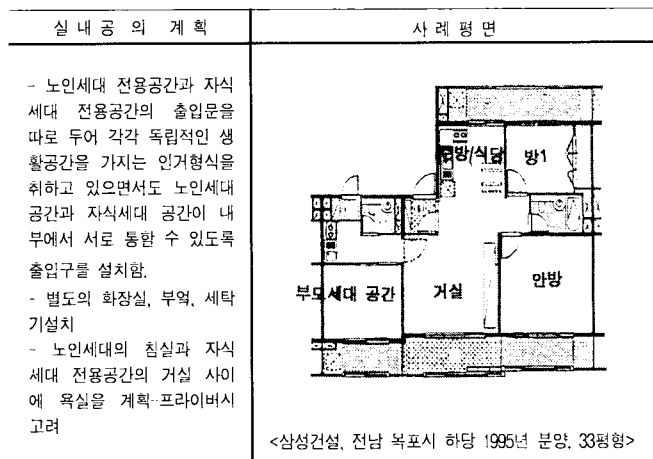 실내공의 계획
사례평면
- 노인세대 전용공간과 자식
세대 전용공간의 출입문을
따로 두어 각각 독립적인 생
활공간을 가지는 인거형식을
취하고 있으면서도 노인세대
공간과 자식세대 공간이 내
부에서 서로 통할 수 있도록
출입구를 설치함.
- 별도의 화장실, 부엌, 세탁
기설치
- 노인세대의 침실과 자식
세대 전용공간의 거실 사이
에 욕실을 계획-프라이버시
고려
주방/식당
방1
부모세대 공간
거실
안방
<삼성건설, 전남 목포시 하당 1995년 분양, 33평형>